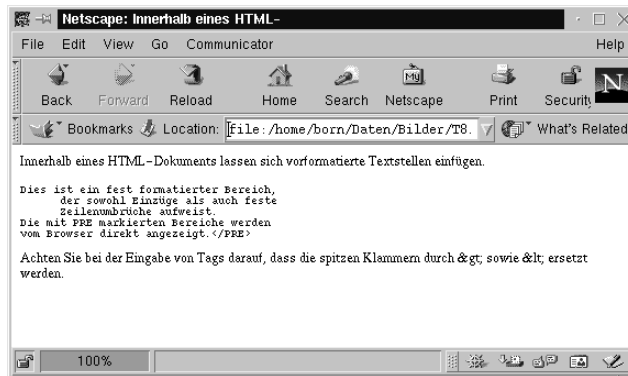 Netscape: Innerhalb eines HTML-
File Edit View Go Communicator Help
Back Forward Reload Home Search Netscape Print Security
My
N
Bookmarks Location: file:/home/born/Daten/Bilder/T8. What's Related
Innerhalb eines HTML-Dokuments lassen sich vorformatierte Textstellen einfügen.
Dies ist ein fest formatierter Bereich,
der sowohl Einzüge als auch feste
Zeilenumbrüche aufweist.
Die mit PRE markierten Bereiche werden
vom Browser direkt angezeigt.</PRE>
Achten Sie bei der Eingabe von Tags darauf, dass die spitzen Klammern durch &gt; sowie &lt; ersetzt
werden.
100%